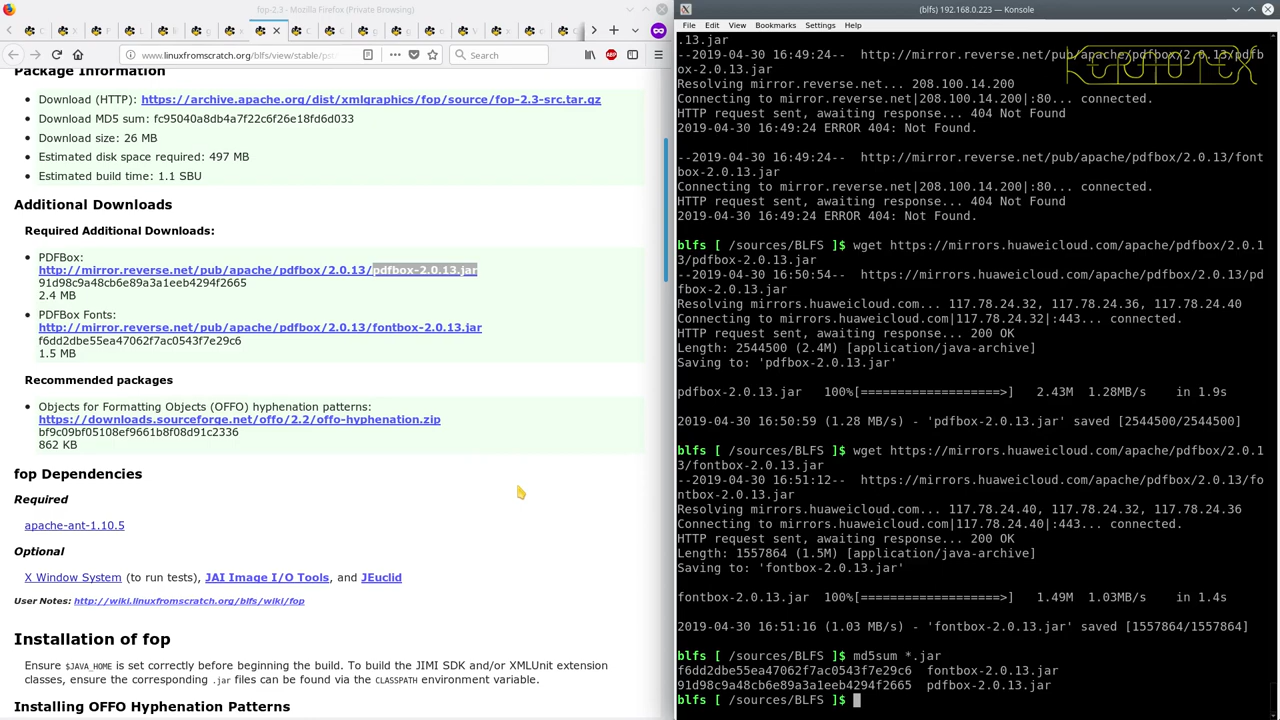 fop-2.3 - Mozilla Firefox (Private Browsing)
www.linuxfromscratch.org/blfs/view/stable/pst
Search
Package Information
Download (HTTP): https://archive.apache.org/dist/xmlgraphics/fop/source/fop-2.3-src.tar.gz
Download MD5 sum: fc95040a8db4a7f22c6f26e18fd6d033
Download size: 26 MB
Estimated disk space required: 497 MB
Estimated build time: 1.1 SBU
Additional Downloads
Required Additional Downloads:
PDFBox:
http://mirror.reverse.net/pub/apache/pdfbox/2.0.13/pdfbox-2.0.13.jar
91d98c9a48cb6e89a3a1eeb4294f2665
2.4 MB
PDFBox Fonts:
http://mirror.reverse.net/pub/apache/pdfbox/2.0.13/fontbox-2.0.13.jar
f6dd2dbe55ea47062f7ac0543f7e29c6
1.5 MB
Recommended packages
Objects for Formatting Objects (OFFO) hyphenation patterns:
https://downloads.sourceforge.net/offo/2.2/offo-hyphenation.zip
bf9c09bf05108ef9661b8f08d91c2336
862 KB
fop Dependencies
Required
apache-ant-1.10.5
Optional
X Window System (to run tests), JAI Image I/O Tools, and JEuclid
User Notes: http://wiki.linuxfromscratch.org/blfs/wiki/fop
Installation of fop
Ensure $JAVA_HOME is set correctly before beginning the build. To build the JIMI SDK and/or XMLUnit extension
classes, ensure the corresponding .jar files can be found via the CLASSPATH environment variable.
Installing OFFO Hyphenation Patterns
(blfs) 192.168.0.223 — Konsole
File Edit View Bookmarks Settings Help
.13.jar
--2019-04-30 16:49:24-- http://mirror.reverse.net/pub/apache/pdfbox/2.0.13/pdfb
ox-2.0.13.jar
Resolving mirror.reverse.net... 208.100.14.200
Connecting to mirror.reverse.net|208.100.14.200|:80... connected.
HTTP request sent, awaiting response... 404 Not Found
2019-04-30 16:49:24 ERROR 404: Not Found.
--2019-04-30 16:49:24-- http://mirror.reverse.net/pub/apache/pdfbox/2.0.13/font
box-2.0.13.jar
Connecting to mirror.reverse.net|208.100.14.200|:80... connected.
HTTP request sent, awaiting response... 404 Not Found
2019-04-30 16:49:24 ERROR 404: Not Found.
blfs [ /sources/BLFS ]$ wget https://mirrors.huaweicloud.com/apache/pdfbox/2.0.1
3/pdfbox-2.0.13.jar
--2019-04-30 16:50:54-- https://mirrors.huaweicloud.com/apache/pdfbox/2.0.13/pd
fbox-2.0.13.jar
Resolving mirrors.huaweicloud.com... 117.78.24.32, 117.78.24.36, 117.78.24.40
Connecting to mirrors.huaweicloud.com|117.78.24.32|:443... connected.
HTTP request sent, awaiting response... 200 OK
Length: 2544500 (2.4M) [application/java-archive]
Saving to: 'pdfbox-2.0.13.jar'
pdfbox-2.0.13.jar 100%[===================>] 2.43M 1.28MB/s in 1.9s
2019-04-30 16:50:59 (1.28 MB/s) - 'pdfbox-2.0.13.jar' saved [2544500/2544500]
blfs [ /sources/BLFS ]$ wget https://mirrors.huaweicloud.com/apache/pdfbox/2.0.1
3/fontbox-2.0.13.jar
--2019-04-30 16:51:12-- https://mirrors.huaweicloud.com/apache/pdfbox/2.0.13/fo
ntbox-2.0.13.jar
Resolving mirrors.huaweicloud.com... 117.78.24.40, 117.78.24.32, 117.78.24.36
Connecting to mirrors.huaweicloud.com|117.78.24.40|:443... connected.
HTTP request sent, awaiting response... 200 OK
Length: 1557864 (1.5M) [application/java-archive]
Saving to: 'fontbox-2.0.13.jar'
fontbox-2.0.13.jar 100%[===================>] 1.49M 1.03MB/s in 1.4s
2019-04-30 16:51:16 (1.03 MB/s) - 'fontbox-2.0.13.jar' saved [1557864/1557864]
blfs [ /sources/BLFS ]$ md5sum *.jar
f6dd2dbe55ea47062f7ac0543f7e29c6 fontbox-2.0.13.jar
91d98c9a48cb6e89a3a1eeb4294f2665 pdfbox-2.0.13.jar
blfs [ /sources/BLFS ]$